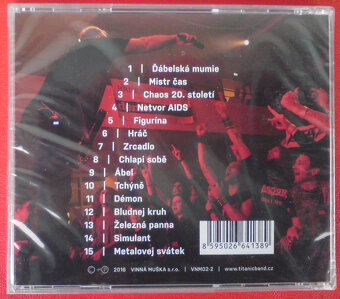 1 | Ďábelská mumie
2 | Mistr čas
3 | Chaos 20. století
4 | Netvor AIDS
5 | Figurína
6 | Hráč
7 | Zrcadlo
8 | Chlapi sobě
9 | Ábel
10 | Tchýně
11 | Démon
12 | Bludnej kruh
13 | Železná panna
14 | Simulant
15 | Metalovej svátek
8 595026 641389
© ℗ 2016 | VINNÁ MUŠKA s.r.o. | VNM02-2 | www.titanicband.cz